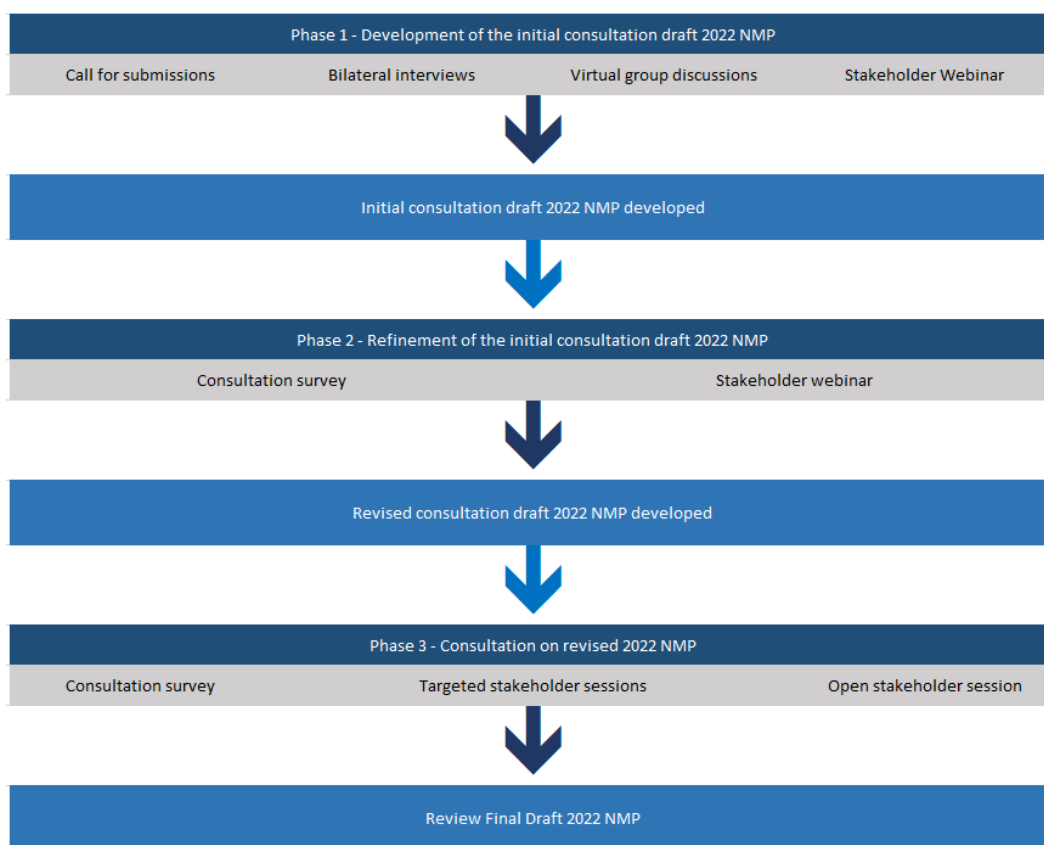 Phase 1 - Development of the initial consultation draft 2022 NMP
Call for submissions Bilateral interviews Virtual group discussions Stakeholder Webinar
Initial consultation draft 2022 NMP developed
Phase 2 - Refinement of the initial consultation draft 2022 NMP
Consultation survey Stakeholder webinar
Revised consultation draft 2022 NMP developed
Phase 3 - Consultation on revised 2022 NMP
Consultation survey Targeted stakeholder sessions Open stakeholder session
Review Final Draft 2022 NMP